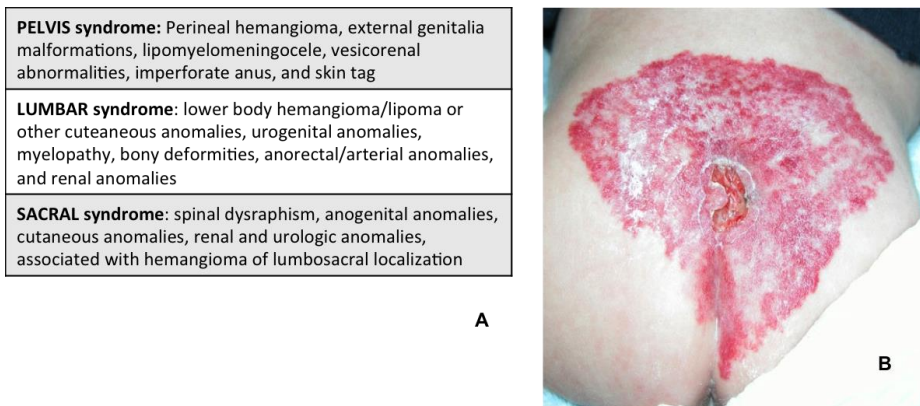 PELVIS syndrome: Perineal hemangioma, external genitalia
malformations, lipomyelomeningocele, vesicorenal
abnormalities, imperforate anus, and skin tag
LUMBAR syndrome: lower body hemangioma/lipoma or
other cuteaneous anomalies, urogenital anomalies,
myelopathy, bony deformities, anorectal/arterial anomalies,
and renal anomalies
SACRAL syndrome: spinal dysraphism, anogenital anomalies,
cutaneous anomalies, renal and urologic anomalies,
associated with hemangioma of lumbosacral localization
A
B